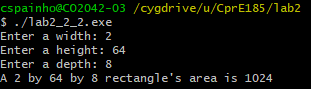 cspainho@CO2042-03 /cygdrive/u/CprE185/lab2
$ ./lab2_2_2.exe
Enter a width: 2
Enter a height: 64
Enter a depth: 8
A 2 by 64 by 8 rectangle's area is 1024